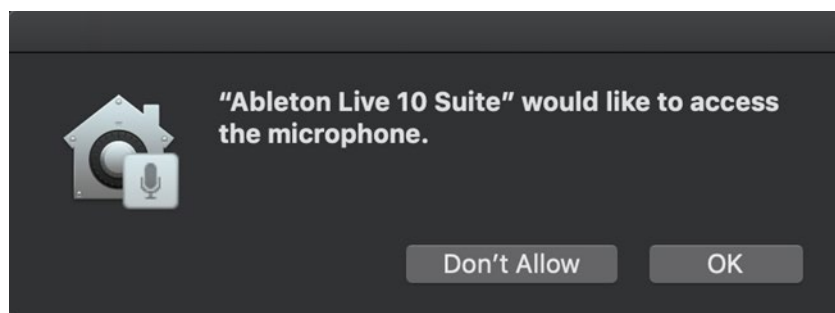 “Ableton Live 10 Suite” would like to access
the microphone.
Don’t Allow
OK